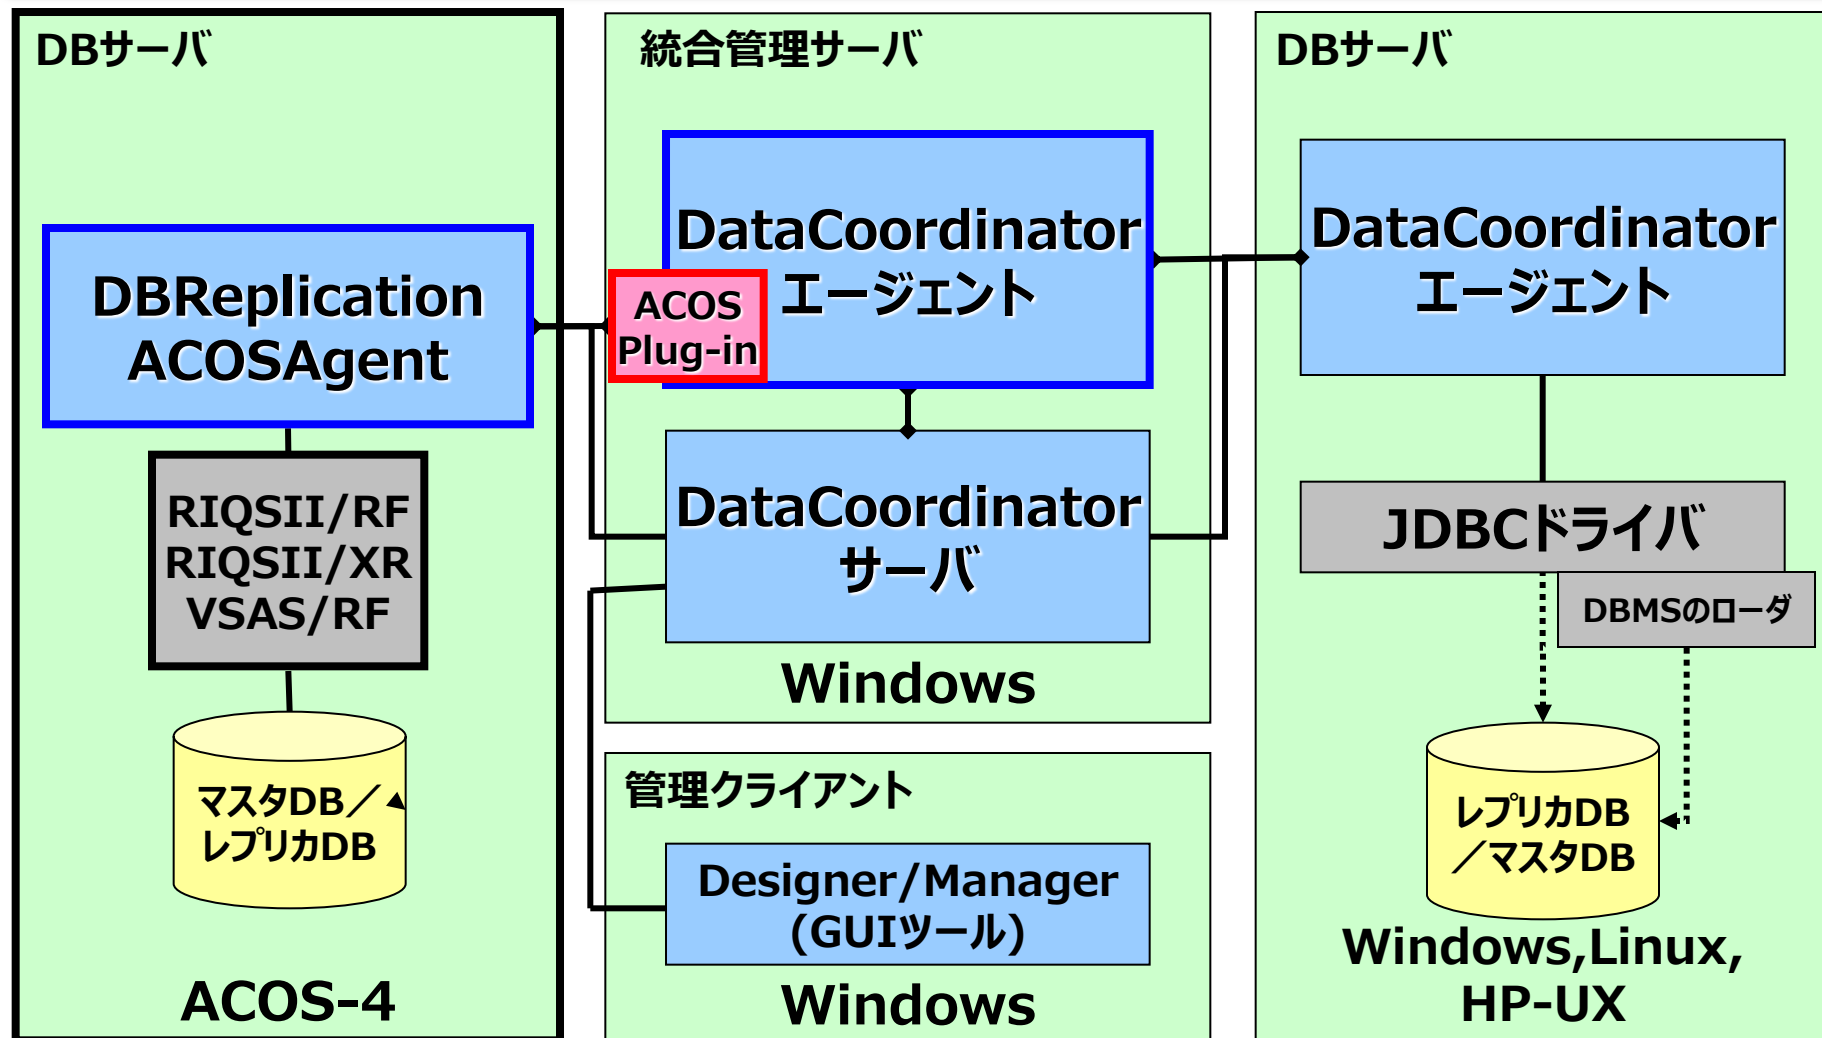 DBサーバ
DBReplication
ACOSAgent
RIQSII/RF
RIQSII/XR
VSAS/RF
マスタDB／
レプリカDB
ACOS-4
統合管理サーバ
DataCoordinator
エージェント
ACOS
Plug-in
DataCoordinator
サーバ
Windows
管理クライアント
Designer/Manager
(GUIツール)
Windows
DBサーバ
DataCoordinator
エージェント
JDBCドライバ
DBMSのローダ
レプリカDB
／マスタDB
Windows,Linux,
HP-UX